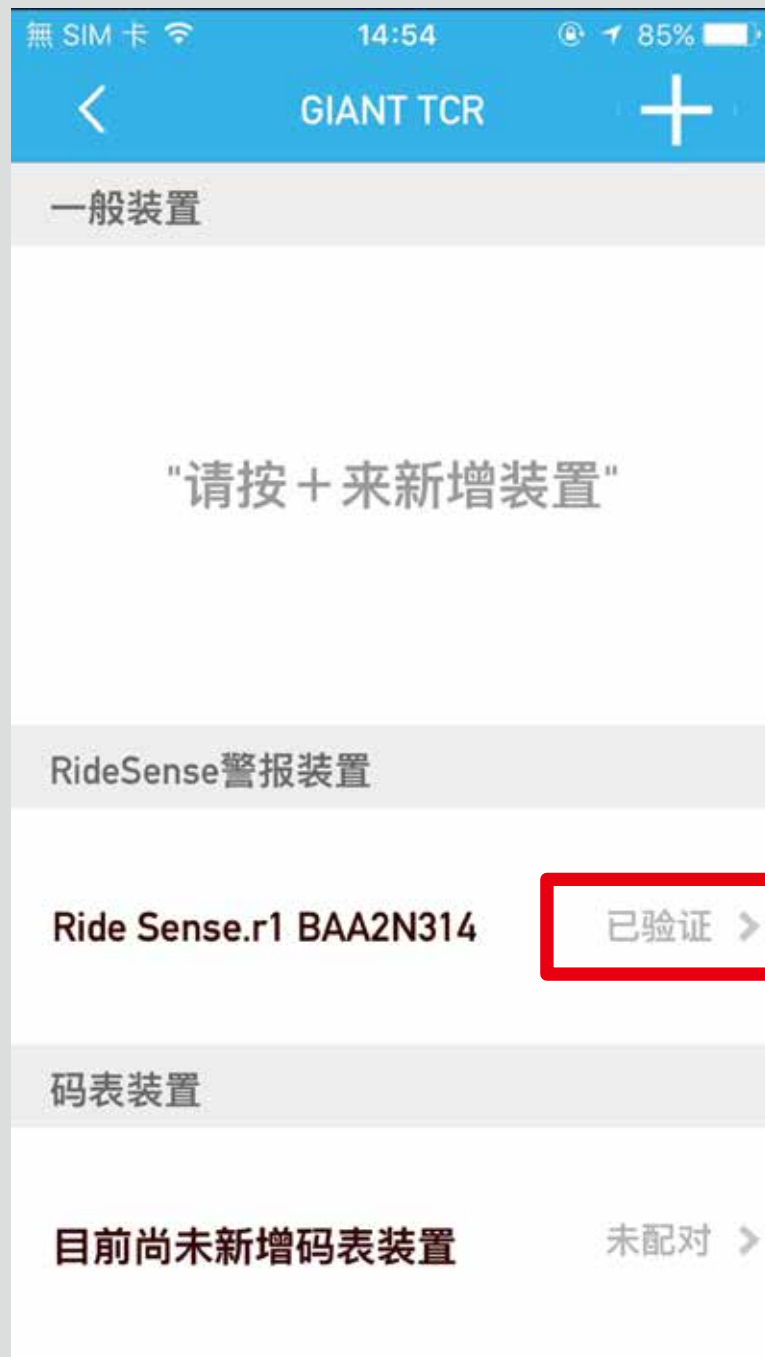 無 SIM 卡 14:54 85%
GIANT TCR
一般装置
"请按＋来新增装置"
RideSense警报装置
Ride Sense.r1 BAA2N314 已验证
码表装置
目前尚未新增码表装置 未配对